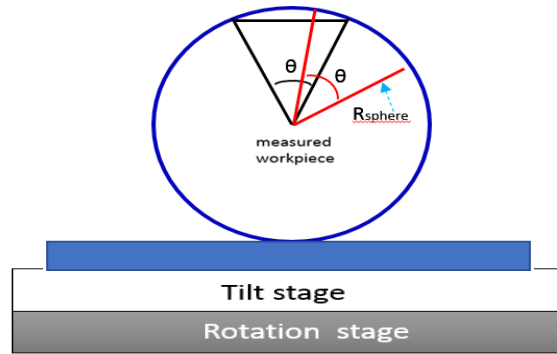 θ
θ
Rsphere
measured
workpiece
Tilt stage
Rotation stage